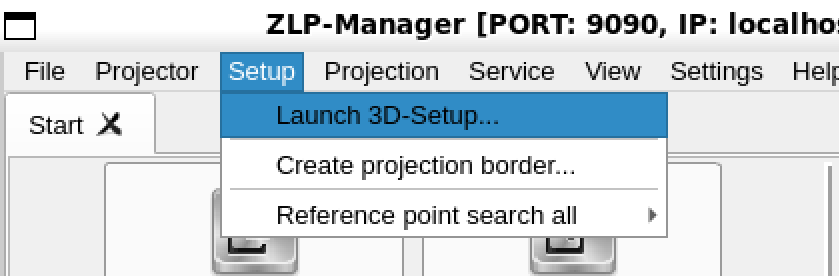 ZLP-Manager [PORT: 9090, IP: localhos
File Projector Setup Projection Service View Settings Help
Start
Launch 3D-Setup...
Create projection border...
Reference point search all